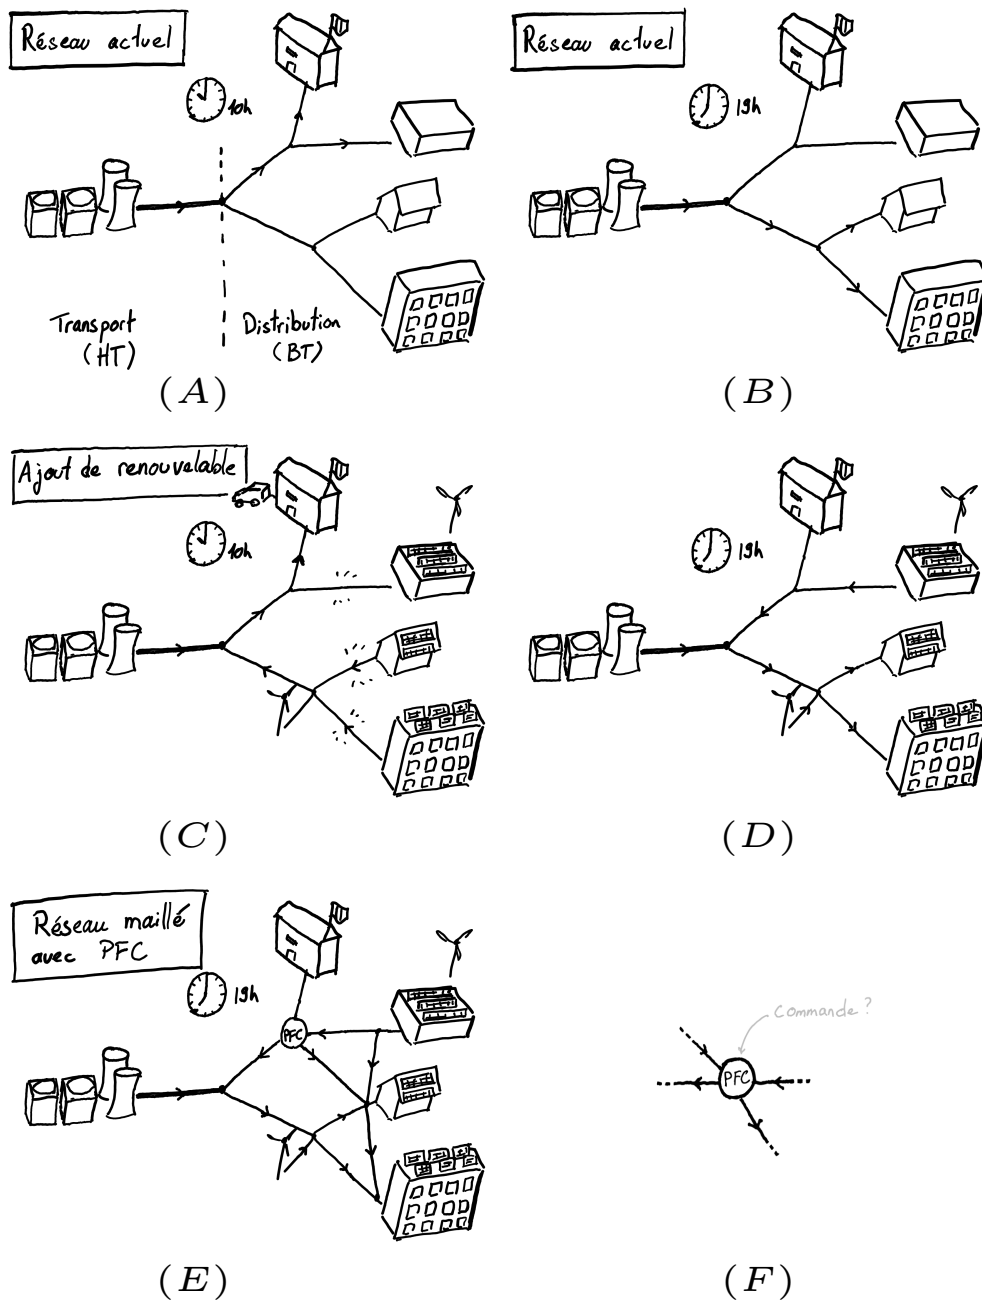 Réseau actuel
10h
Transport
(HT)
Distribution
(BT)
(A)
Réseau actuel
19h
(B)
Ajout de renouvelable
10h
(C)
19h
(D)
Réseau maillé
avec PFC
19h
PFC
(E)
Commande ?
PFC
(F)